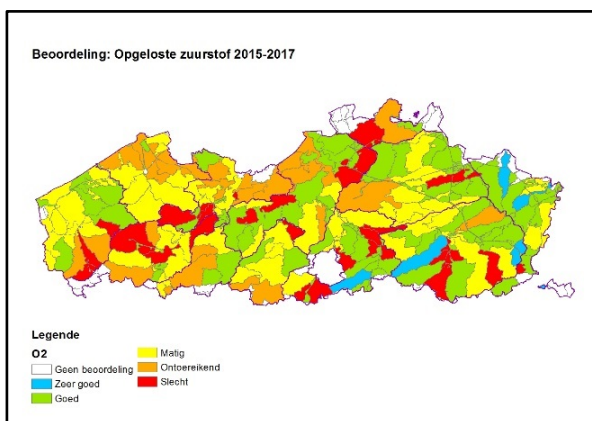 Beoordeling: Opgeloste zuurstof 2015-2017
Legende
O2
Geen beoordeling
Zeer goed
Goed
Matig
Ontoereikend
Slecht